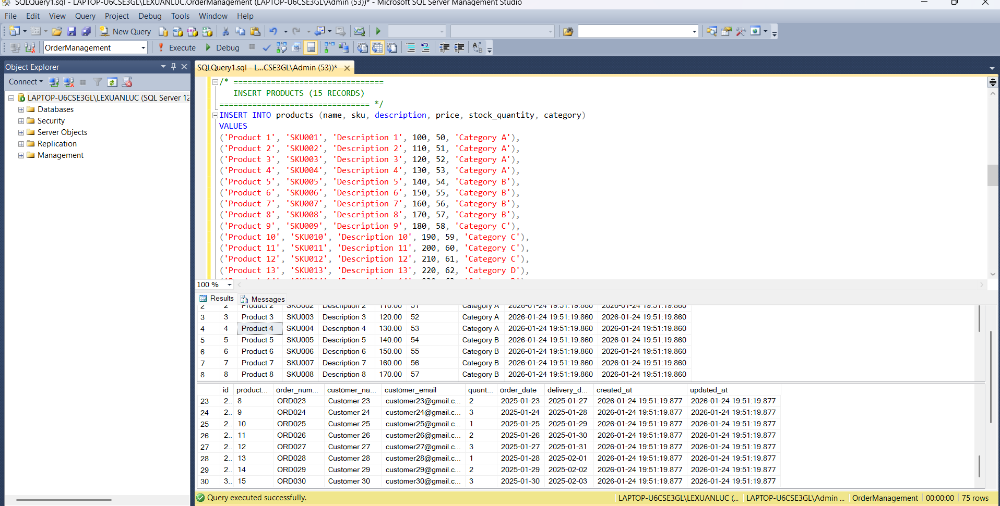 SQLQuery1.sql - LAPTOP-U6CSE3GL\LEXUANLUC.OrderManagement (LAPTOP-U6CSE3GL\Admin (53))* - Microsoft SQL Server Management Studio
File Edit View Query Project Debug Tools Window Help
New Query
OrderManagement Execute Debug
Object Explorer
Connect
LAPTOP-U6CSE3GL\LEXUANLUC (SQL Server 12
Databases
Security
Server Objects
Replication
Management
SQLQuery1.sql - L...CSE3GL\Admin (53))*
/* ================================
INSERT PRODUCTS (15 RECORDS)
================================ */
INSERT INTO products (name, sku, description, price, stock_quantity, category)
VALUES
('Product 1', 'SKU001', 'Description 1', 100, 50, 'Category A'),
('Product 2', 'SKU002', 'Description 2', 110, 51, 'Category A'),
('Product 3', 'SKU003', 'Description 3', 120, 52, 'Category A'),
('Product 4', 'SKU004', 'Description 4', 130, 53, 'Category A'),
('Product 5', 'SKU005', 'Description 5', 140, 54, 'Category B'),
('Product 6', 'SKU006', 'Description 6', 150, 55, 'Category B'),
('Product 7', 'SKU007', 'Description 7', 160, 56, 'Category B'),
('Product 8', 'SKU008', 'Description 8', 170, 57, 'Category B'),
('Product 9', 'SKU009', 'Description 9', 180, 58, 'Category C'),
('Product 10', 'SKU010', 'Description 10', 190, 59, 'Category C'),
('Product 11', 'SKU011', 'Description 11', 200, 60, 'Category C'),
('Product 12', 'SKU012', 'Description 12', 210, 61, 'Category C'),
('Product 13', 'SKU013', 'Description 13', 220, 62, 'Category D'),
100 %
Results Messages
2 2 Product 2 SKU002 Description 2 110.00 51 Category A 2026-01-24 19:51:19.860 2026-01-24 19:51:19.860
3 3 Product 3 SKU003 Description 3 120.00 52 Category A 2026-01-24 19:51:19.860 2026-01-24 19:51:19.860
4 4 Product 4 SKU004 Description 4 130.00 53 Category A 2026-01-24 19:51:19.860 2026-01-24 19:51:19.860
5 5 Product 5 SKU005 Description 5 140.00 54 Category B 2026-01-24 19:51:19.860 2026-01-24 19:51:19.860
6 6 Product 6 SKU006 Description 6 150.00 55 Category B 2026-01-24 19:51:19.860 2026-01-24 19:51:19.860
7 7 Product 7 SKU007 Description 7 160.00 56 Category B 2026-01-24 19:51:19.860 2026-01-24 19:51:19.860
8 8 Product 8 SKU008 Description 8 170.00 57 Category B 2026-01-24 19:51:19.860 2026-01-24 19:51:19.860
id product... order_num... customer_na... customer_email quant... order_date delivery_d... created_at updated_at
23 2.. 8 ORD023 Customer 23 customer23@gmail.c... 2 2025-01-23 2025-01-27 2026-01-24 19:51:19.877 2026-01-24 19:51:19.877
24 2.. 9 ORD024 Customer 24 customer24@gmail.c... 3 2025-01-24 2025-01-28 2026-01-24 19:51:19.877 2026-01-24 19:51:19.877
25 2.. 10 ORD025 Customer 25 customer25@gmail.c... 1 2025-01-25 2025-01-29 2026-01-24 19:51:19.877 2026-01-24 19:51:19.877
26 2.. 11 ORD026 Customer 26 customer26@gmail.c... 2 2025-01-26 2025-01-30 2026-01-24 19:51:19.877 2026-01-24 19:51:19.877
27 2.. 12 ORD027 Customer 27 customer27@gmail.c... 3 2025-01-27 2025-01-31 2026-01-24 19:51:19.877 2026-01-24 19:51:19.877
28 2.. 13 ORD028 Customer 28 customer28@gmail.c... 1 2025-01-28 2025-02-01 2026-01-24 19:51:19.877 2026-01-24 19:51:19.877
29 2.. 14 ORD029 Customer 29 customer29@gmail.c... 2 2025-01-29 2025-02-02 2026-01-24 19:51:19.877 2026-01-24 19:51:19.877
30 3.. 15 ORD030 Customer 30 customer30@gmail.c... 3 2025-01-30 2025-02-03 2026-01-24 19:51:19.877 2026-01-24 19:51:19.877
Query executed successfully. LAPTOP-U6CSE3GL\LEXUANLUC (... LAPTOP-U6CSE3GL\Admin ... OrderManagement 00:00:00 75 rows